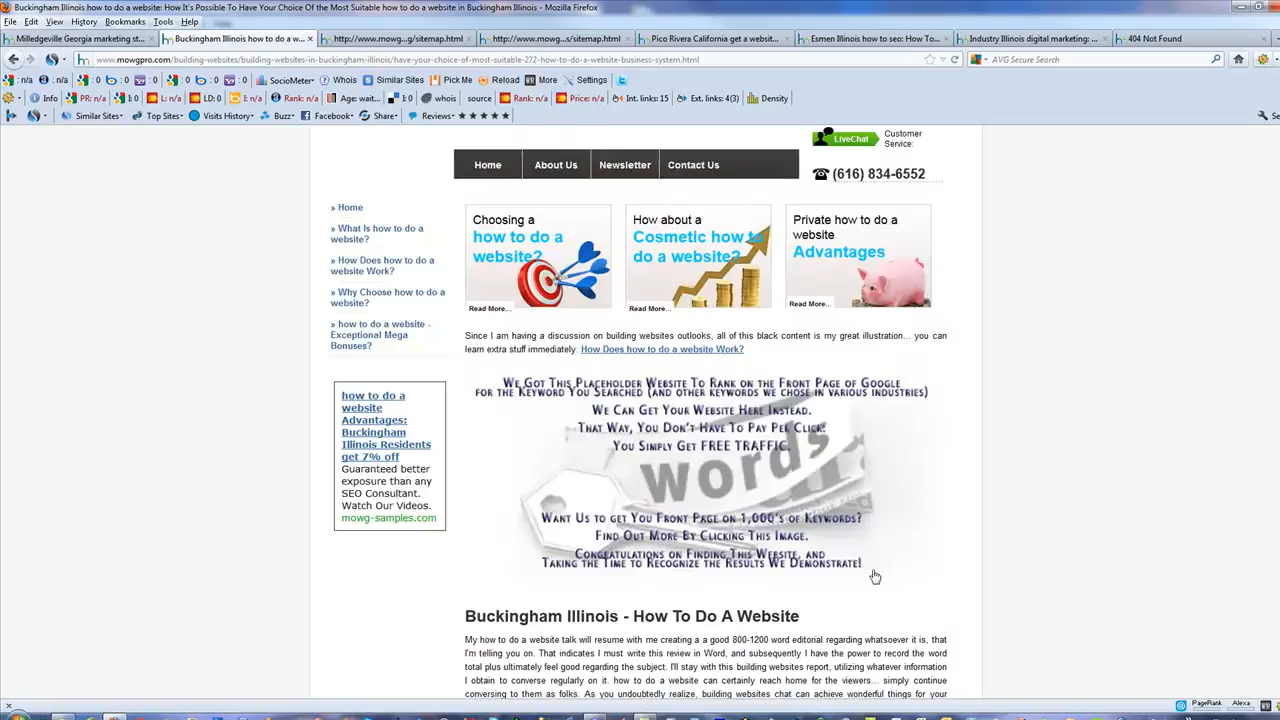 Buckingham Illinois how to do a website: How It's Possible To Have Your Choice Of the Most Suitable how to do a website in Buckingham Illinois - Mozilla Firefox
File Edit View History Bookmarks Tools Help
Milledgeville Georgia marketing st... Buckingham Illinois how to do a w... http://www.mowg...g/sitemap.html http://www.mowg...s/sitemap.html Pico Rivera California get a websit... Esmen Illinois how to seo: How To... Industry Illinois digital marketing: ... 404 Not Found
www.mowgpro.com/building-websites/building-websites-in-buckingham-illinois/have-your-choice-of-most-suitable-272-how-to-do-a-website-business-system.html
AVG Secure Search
: n/a : n/a : 0 : 0 : n/a : n/a SocioMeter Whois Similar Sites Pick Me Reload More Settings
Info PR: n/a I: 0 L: n/a LD: 0 I: n/a Rank: n/a Age: wait... I: 0 whois source Rank: n/a Price: n/a Int. links: 15 Ext. links: 4(3) Density
Similar Sites Top Sites Visits History Buzz Facebook Share Reviews
LiveChat
Customer Service:
(616) 834-6552
Home About Us Newsletter Contact Us
» Home
» What Is how to do a
website?
» How Does how to do a
website Work?
» Why Choose how to do a
website?
» how to do a website -
Exceptional Mega
Bonuses?
Choosing a
how to do a
website?
Read More...
How about a
Cosmetic how to
do a website?
Read More...
Private how to do a
website
Advantages
Read More...
Since I am having a discussion on building websites outlooks, all of this black content is my great illustration... you can
learn extra stuff immediately. How Does how to do a website Work?
how to do a
website
Advantages:
Buckingham
Illinois Residents
get 7% off
Guaranteed better
exposure than any
SEO Consultant.
Watch Our Videos.
mowg-samples.com
We Got This Placeholder Website To Rank on the Front Page of Google
for the Keyword You Searched (and other keywords we chose in various industries)
We Can Get Your Website Here Instead.
That Way, You Don't Have To Pay Per Click.
You Simply Get FREE TRAFFIC.
words
Want Us to get You Front Page on 1,000's of Keywords?
Find Out More By Clicking This Image.
Congratulations on Finding This Website, and
Taking the Time to Recognize the Results We Demonstrate!
Buckingham Illinois - How To Do A Website
My how to do a website talk will resume with me creating a a good 800-1200 word editorial regarding whatsoever it is, that
I'm telling you on. That indicates I must write this review in Word, and subsequently I have the power to record the word
total plus ultimately feel good regarding the subject. I'll stay with this building websites report, utilizing whatever information
I obtain to converse regularly on it. how to do a website can certainly reach home for the viewers... simply continue
conversing to them as folks. As you undoubtedly realize, building websites chat can achieve wonderful things for your
PageRank Alexa